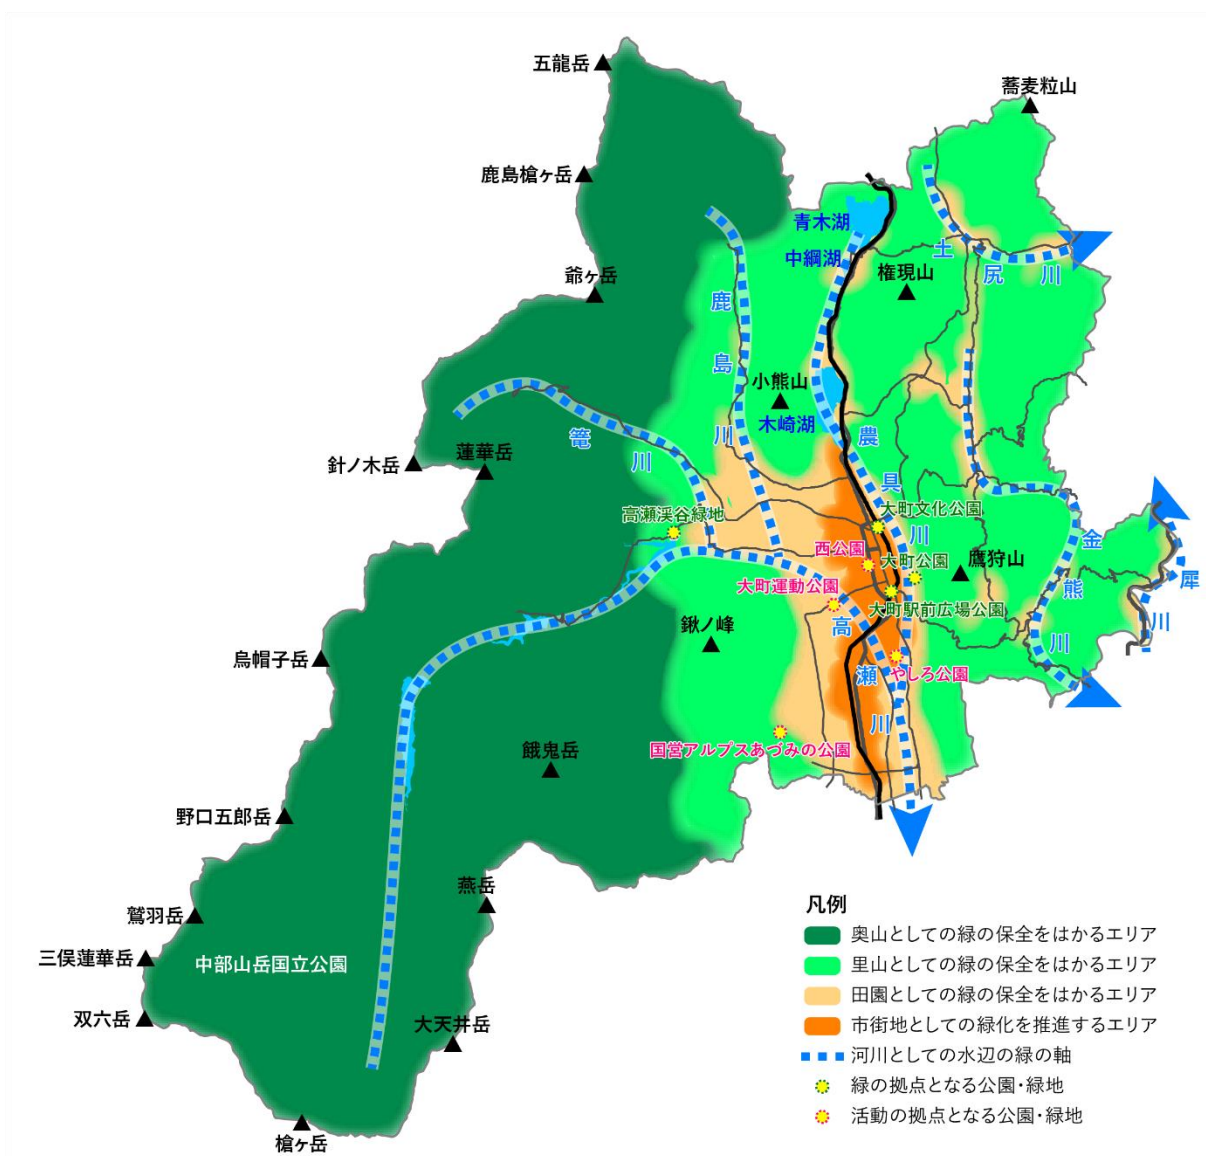 五龍岳
蕎麦粒山
鹿島槍ヶ岳
青木湖
中綱湖
土尻川
権現山
爺ヶ岳
鹿島川
小熊山
木崎湖
農具川
籠川
蓮華岳
針ノ木岳
高瀬渓谷緑地
大町文化公園
西公園
大町公園
鷹狩山
金熊川
犀川
大町運動公園
大町駅前広場公園
鍬ノ峰
高瀬川
やしろ公園
烏帽子岳
国営アルプスあづみの公園
餓鬼岳
野口五郎岳
燕岳
鷲羽岳
三俣蓮華岳
中部山岳国立公園
双六岳
大天井岳
槍ヶ岳
凡例
奥山としての緑の保全をはかるエリア
里山としての緑の保全をはかるエリア
田園としての緑の保全をはかるエリア
市街地としての緑化を推進するエリア
河川としての水辺の緑の軸
緑の拠点となる公園・緑地
活動の拠点となる公園・緑地